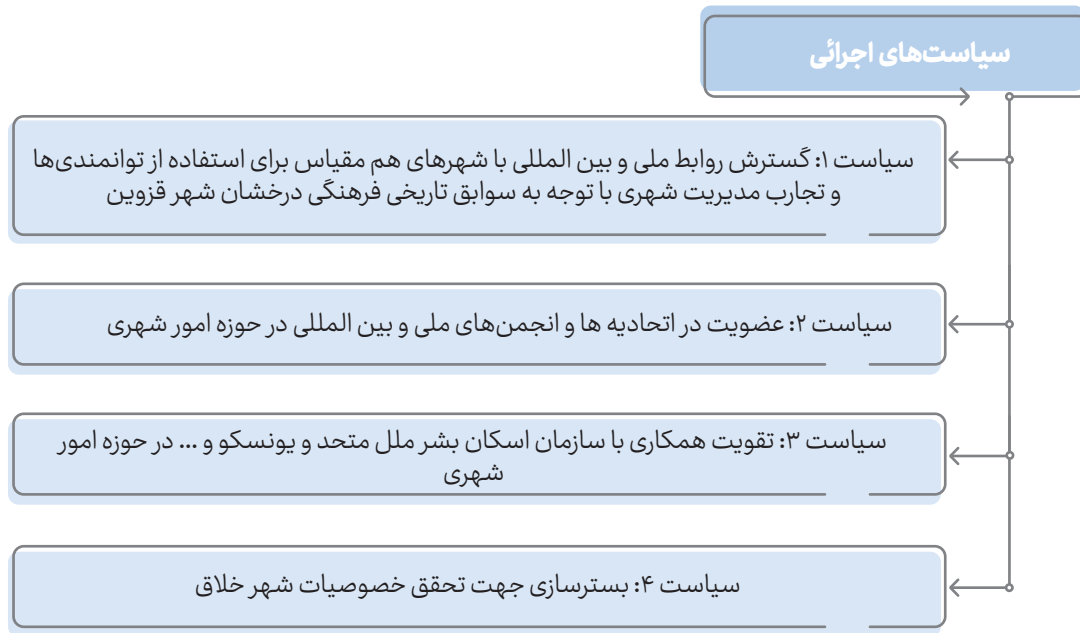 سیاست‌های اجرائی
سیاست ۱: گسترش روابط ملی و بین المللی با شهرهای هم مقیاس برای استفاده از توانمندی‌ها
و تجارب مدیریت شهری با توجه به سوابق تاریخی فرهنگی درخشان شهر قزوین
سیاست ۲: عضویت در اتحادیه ها و انجمن‌های ملی و بین المللی در حوزه امور شهری
سیاست ۳: تقویت همکاری با سازمان اسکان بشر ملل متحد و یونسکو و ... در حوزه امور
شهری
سیاست ۴: بسترسازی جهت تحقق خصوصیات شهر خلاق